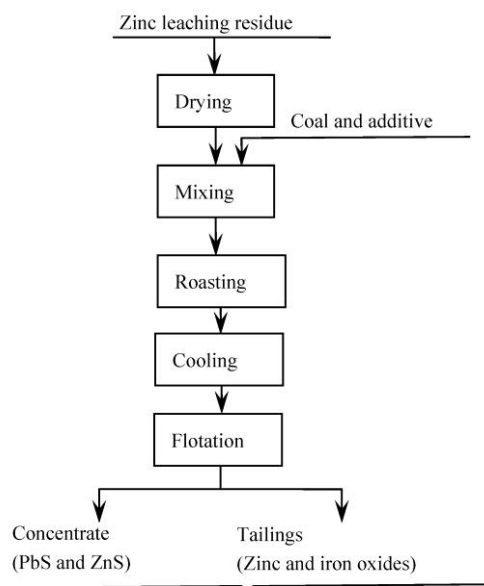 Zinc leaching residue
Drying
Coal and additive
Mixing
Roasting
Cooling
Flotation
Concentrate
(PbS and ZnS)
Tailings
(Zinc and iron oxides)